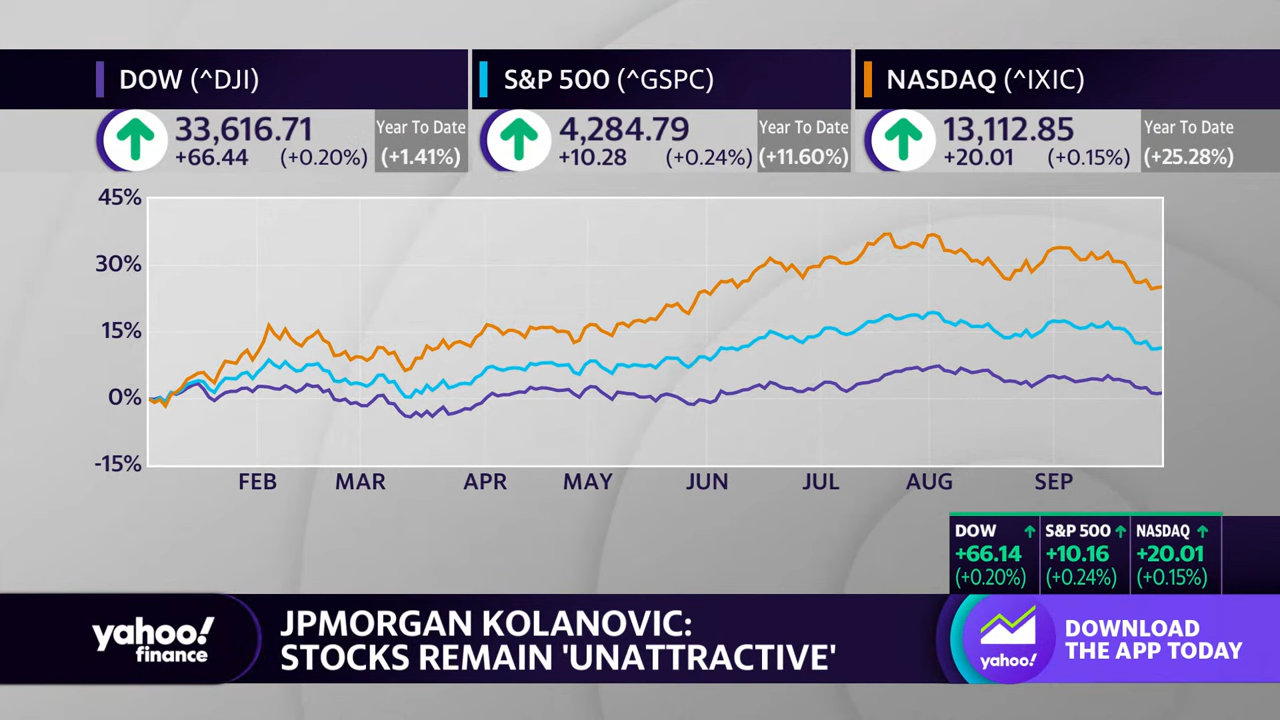 DOW (^DJI)
33,616.71
+66.44 (+0.20%)
Year To Date
(+1.41%)
S&P 500 (^GSPC)
4,284.79
+10.28 (+0.24%)
Year To Date
(+11.60%)
NASDAQ (^IXIC)
13,112.85
+20.01 (+0.15%)
Year To Date
(+25.28%)
45%
30%
15%
0%
-15%
FEB MAR APR MAY JUN JUL AUG SEP
DOW
+66.14
(+0.20%)
S&P 500
+10.16
(+0.24%)
NASDAQ
+20.01
(+0.15%)
yahoo!
finance
JPMORGAN KOLANOVIC:
STOCKS REMAIN 'UNATTRACTIVE'
yahoo!
DOWNLOAD
THE APP TODAY